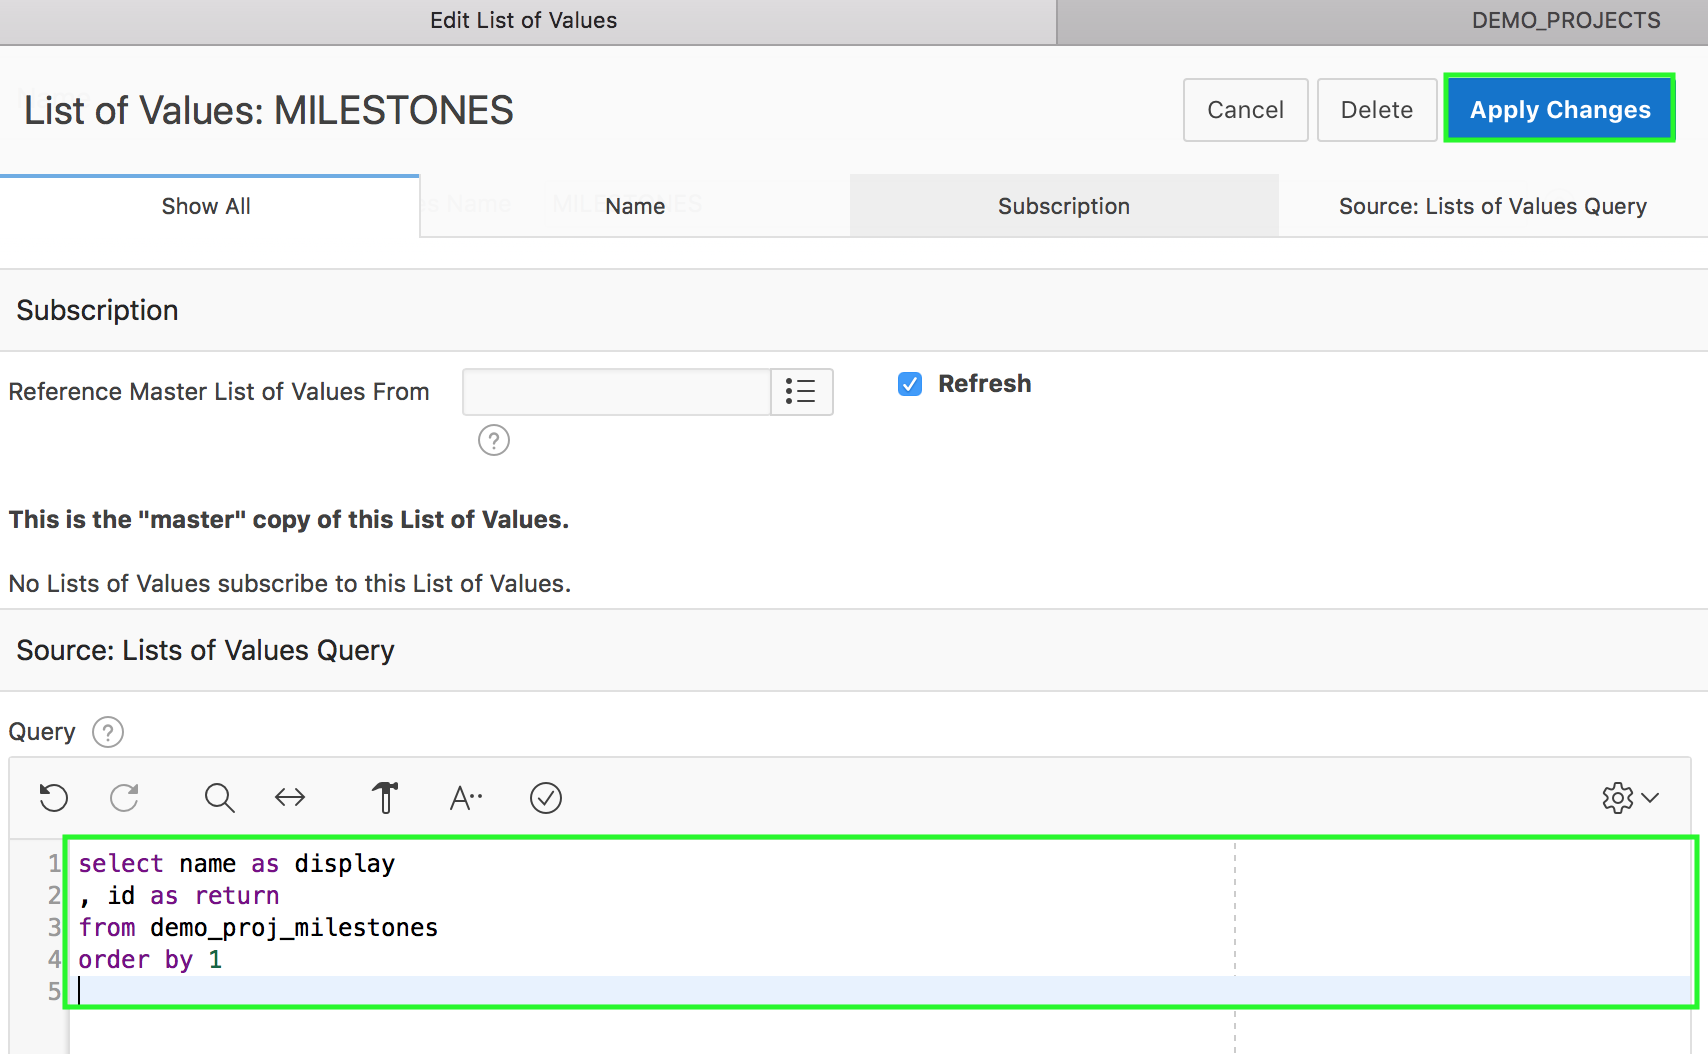 Edit List of Values
DEMO_PROJECTS
List of Values: MILESTONES
Cancel
Delete
Apply Changes
Show All
Name
MILESTONES
Name
Subscription
Source: Lists of Values Query
Subscription
Reference Master List of Values From
Refresh
?
This is the "master" copy of this List of Values.
No Lists of Values subscribe to this List of Values.
Source: Lists of Values Query
Query
?
A··
1 select name as display
2 , id as return
3 from demo_proj_milestones
4 order by 1
5